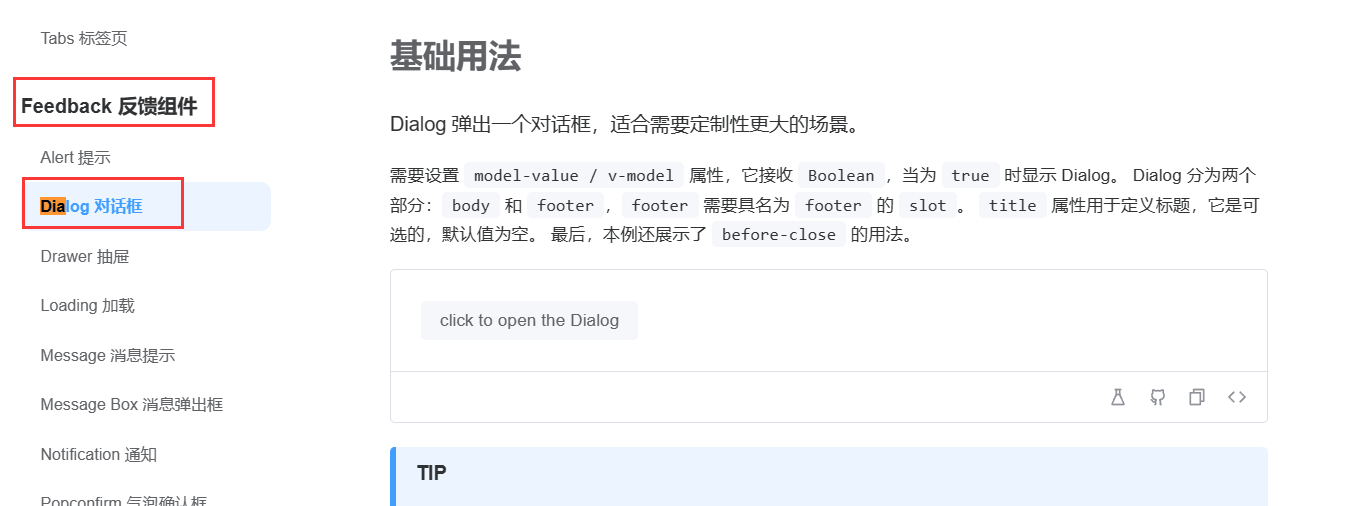 Tabs 标签页
Feedback 反馈组件
Alert 提示
Dialog 对话框
Drawer 抽屉
Loading 加载
Message 消息提示
Message Box 消息弹出框
Notification 通知
Popconfirm 气泡确认框
基础用法
Dialog 弹出一个对话框，适合需要定制性更大的场景。
需要设置 model-value / v-model 属性，它接收 Boolean ，当为 true 时显示 Dialog。 Dialog 分为两个
部分： body 和 footer ， footer 需要具名为 footer 的 slot 。 title 属性用于定义标题，它是可
选的，默认值为空。 最后，本例还展示了 before-close 的用法。
click to open the Dialog
TIP